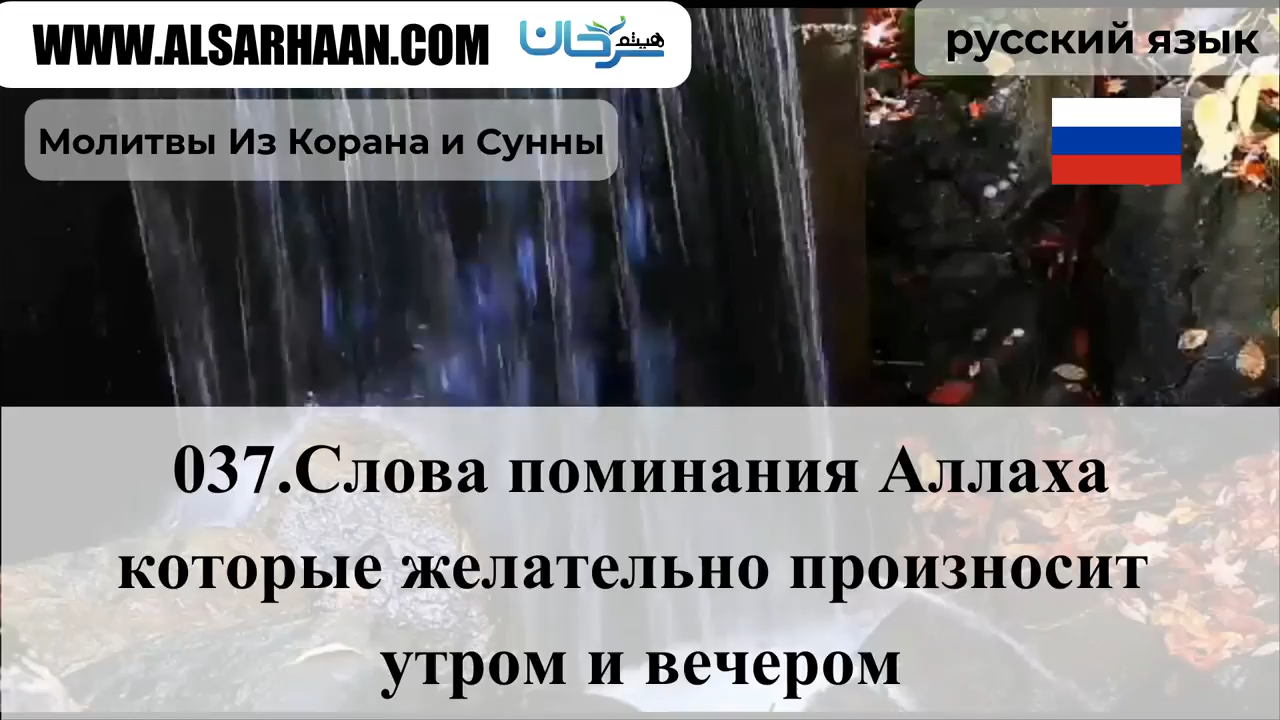 WWW.ALSARHAAN.COM
هيثم سرحان
русский язык
Молитвы Из Корана и Сунны
037.Слова поминания Аллаха
которые желательно произносит
утром и вечером